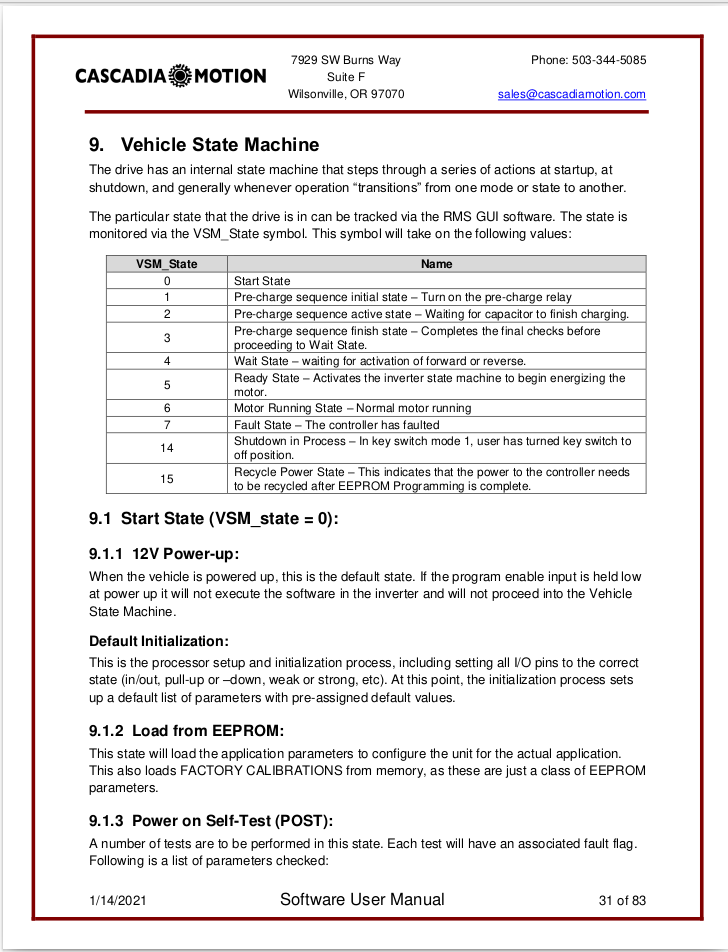 CASCADIA MOTION
7929 SW Burns Way
Suite F
Wilsonville, OR 97070
Phone: 503-344-5085
sales@cascadiamotion.com
9. Vehicle State Machine
The drive has an internal state machine that steps through a series of actions at startup, at
shutdown, and generally whenever operation “transitions” from one mode or state to another.
The particular state that the drive is in can be tracked via the RMS GUI software. The state is
monitored via the VSM_State symbol. This symbol will take on the following values:
VSM_State Name
0 Start State
1 Pre-charge sequence initial state – Turn on the pre-charge relay
2 Pre-charge sequence active state – Waiting for capacitor to finish charging.
3 Pre-charge sequence finish state – Completes the final checks before
proceeding to Wait State.
4 Wait State – waiting for activation of forward or reverse.
5 Ready State – Activates the inverter state machine to begin energizing the
motor.
6 Motor Running State – Normal motor running
7 Fault State – The controller has faulted
14 Shutdown in Process – In key switch mode 1, user has turned key switch to
off position.
15 Recycle Power State – This indicates that the power to the controller needs
to be recycled after EEPROM Programming is complete.
9.1 Start State (VSM_state = 0):
9.1.1 12V Power-up:
When the vehicle is powered up, this is the default state. If the program enable input is held low
at power up it will not execute the software in the inverter and will not proceed into the Vehicle
State Machine.
Default Initialization:
This is the processor setup and initialization process, including setting all I/O pins to the correct
state (in/out, pull-up or –down, weak or strong, etc). At this point, the initialization process sets
up a default list of parameters with pre-assigned default values.
9.1.2 Load from EEPROM:
This state will load the application parameters to configure the unit for the actual application.
This also loads FACTORY CALIBRATIONS from memory, as these are just a class of EEPROM
parameters.
9.1.3 Power on Self-Test (POST):
A number of tests are to be performed in this state. Each test will have an associated fault flag.
Following is a list of parameters checked:
1/14/2021 Software User Manual 31 of 83